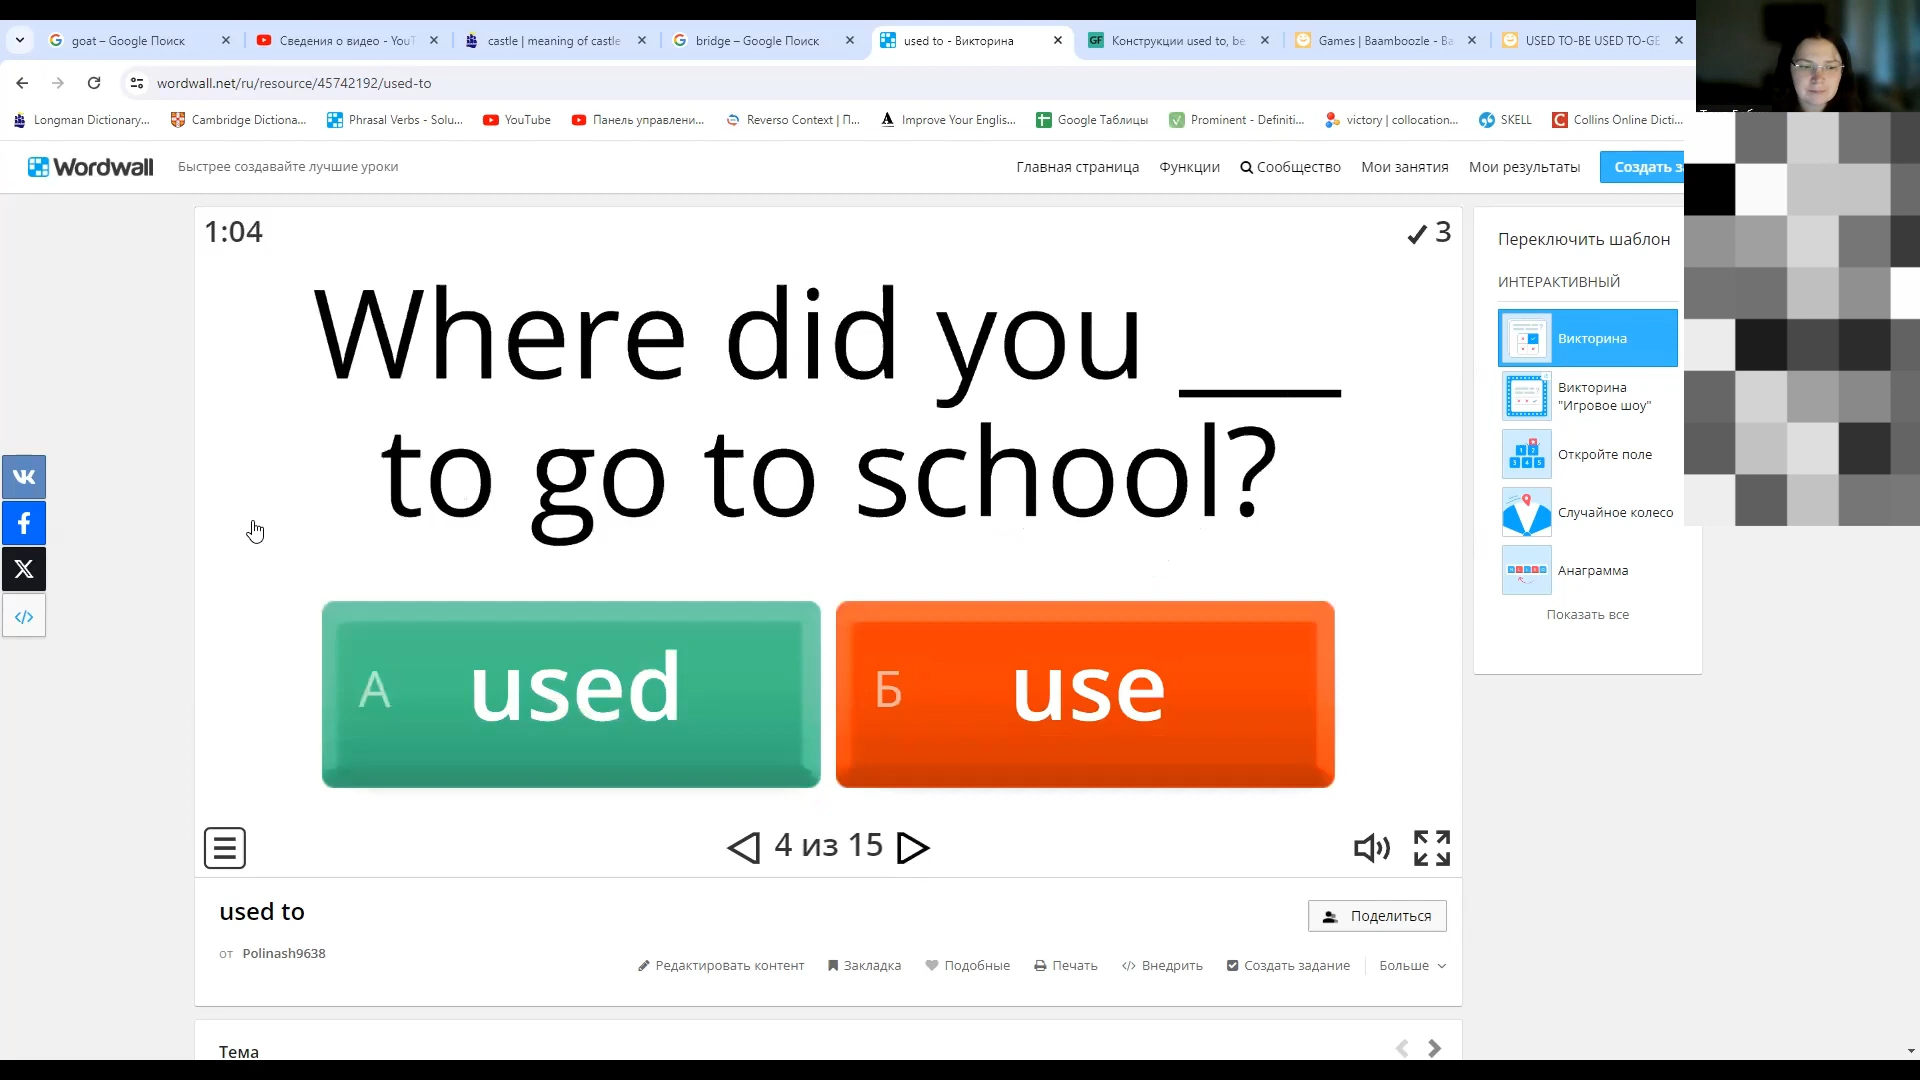 goat – Google Поиск
Сведения о видео - YouT
castle | meaning of castle
bridge – Google Поиск
used to - Викторина
Конструкции used to, be
Games | Baamboozle - Ba
USED TO-BE USED TO-GE
wordwall.net/ru/resource/45742192/used-to
Longman Dictionary...
Cambridge Dictiona...
Phrasal Verbs - Solu...
YouTube
Панель управлени...
Reverso Context | П...
Improve Your Englis...
Google Таблицы
Prominent - Definiti...
victory | collocation...
SKELL
Collins Online Dicti...
Wordwall
Быстрее создавайте лучшие уроки
Главная страница
Функции
Сообщество
Мои занятия
Мои результаты
Создать з
1:04
3
Where did you ____
to go to school?
А used
Б use
4 из 15
Переключить шаблон
ИНТЕРАКТИВНЫЙ
Викторина
Викторина
"Игровое шоу"
Откройте поле
Случайное колесо
Анаграмма
Показать все
used to
Поделиться
от Polinash9638
Редактировать контент
Закладка
Подобные
Печать
Внедрить
Создать задание
Больше
Тема